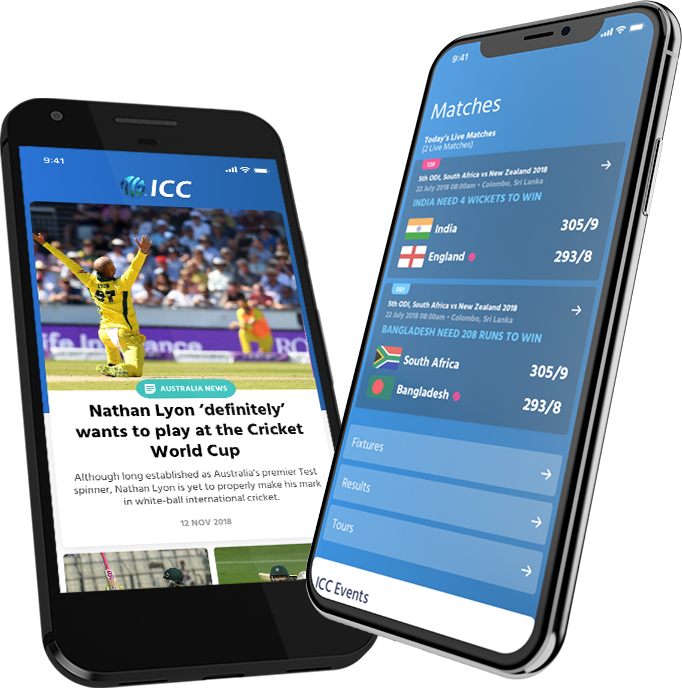 9:41
ICC
LYON
fe Insurance
AUSTRALIA NEWS
Nathan Lyon ‘definitely’
wants to play at the Cricket
World Cup
Although long established as Australia's premier Test
spinner, Nathan Lyon is yet to properly make his mark
in white-ball international cricket.
12 NOV 2018
9:41
Matches
Today's Live Matches
(2 Live Matches)
T20
5th ODI, South Africa vs New Zealand 2018
22 July 2018 08:00am • Colombo, Sri Lanka
INDIA NEED 4 WICKETS TO WIN
India 305/9
England 293/8
ODI
5th ODI, South Africa vs New Zealand 2018
22 July 2018 08:00am • Colombo, Sri Lanka
BANGLADESH NEED 208 RUNS TO WIN
South Africa 305/9
Bangladesh 293/8
Fixtures
Results
Tours
ICC Events